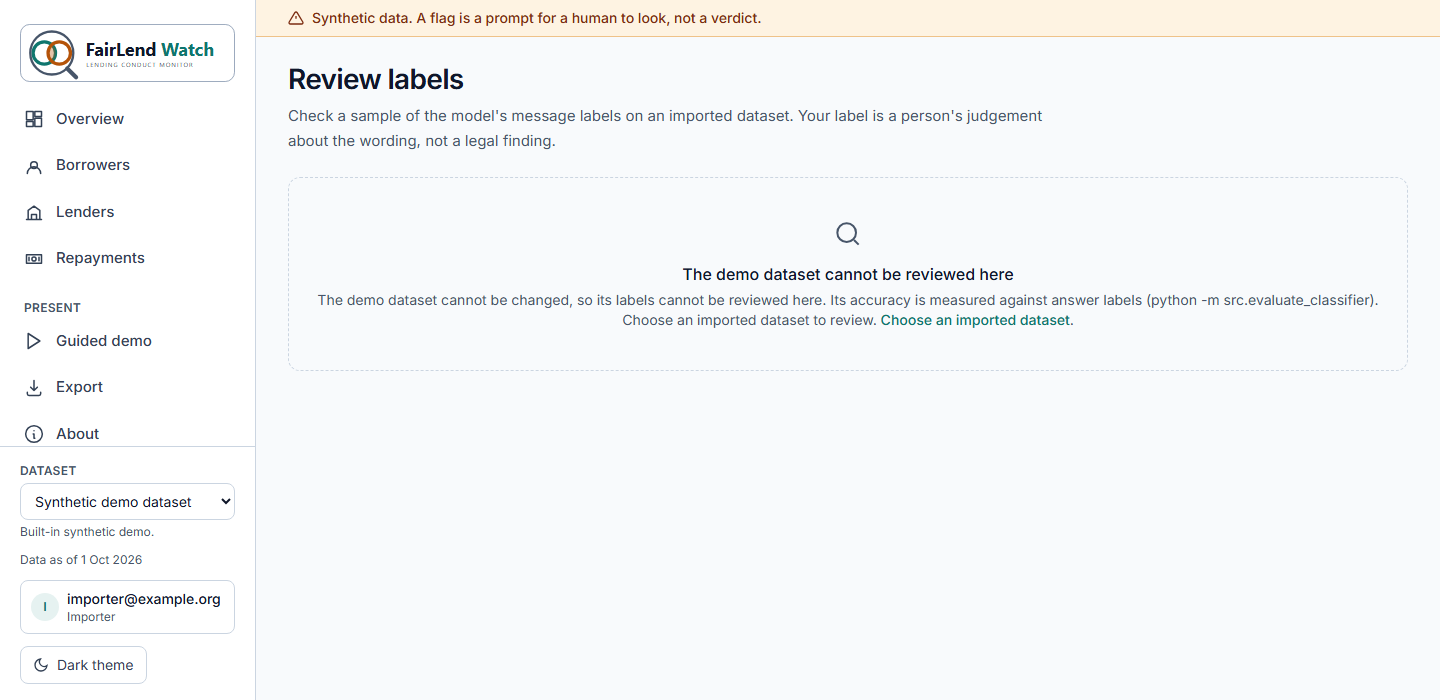 FairLend Watch
LENDING CONDUCT MONITOR
Overview
Borrowers
Lenders
Repayments
PRESENT
Guided demo
Export
About
DATASET
Synthetic demo dataset
Built-in synthetic demo.
Data as of 1 Oct 2026
I
importer@example.org
Importer
Dark theme
Synthetic data. A flag is a prompt for a human to look, not a verdict.
Review labels
Check a sample of the model's message labels on an imported dataset. Your label is a person's judgement
about the wording, not a legal finding.
The demo dataset cannot be reviewed here
The demo dataset cannot be changed, so its labels cannot be reviewed here. Its accuracy is measured against answer labels (python -m src.evaluate_classifier).
Choose an imported dataset to review. Choose an imported dataset.